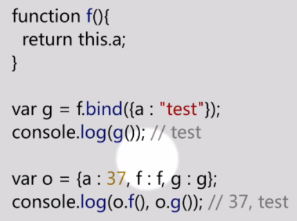 function f(){
return this.a;
}
var g = f.bind({a : "test"});
console.log(g()); // test
var o = {a : 37, f : f, g : g};
console.log(o.f(), o.g()); // 37, test